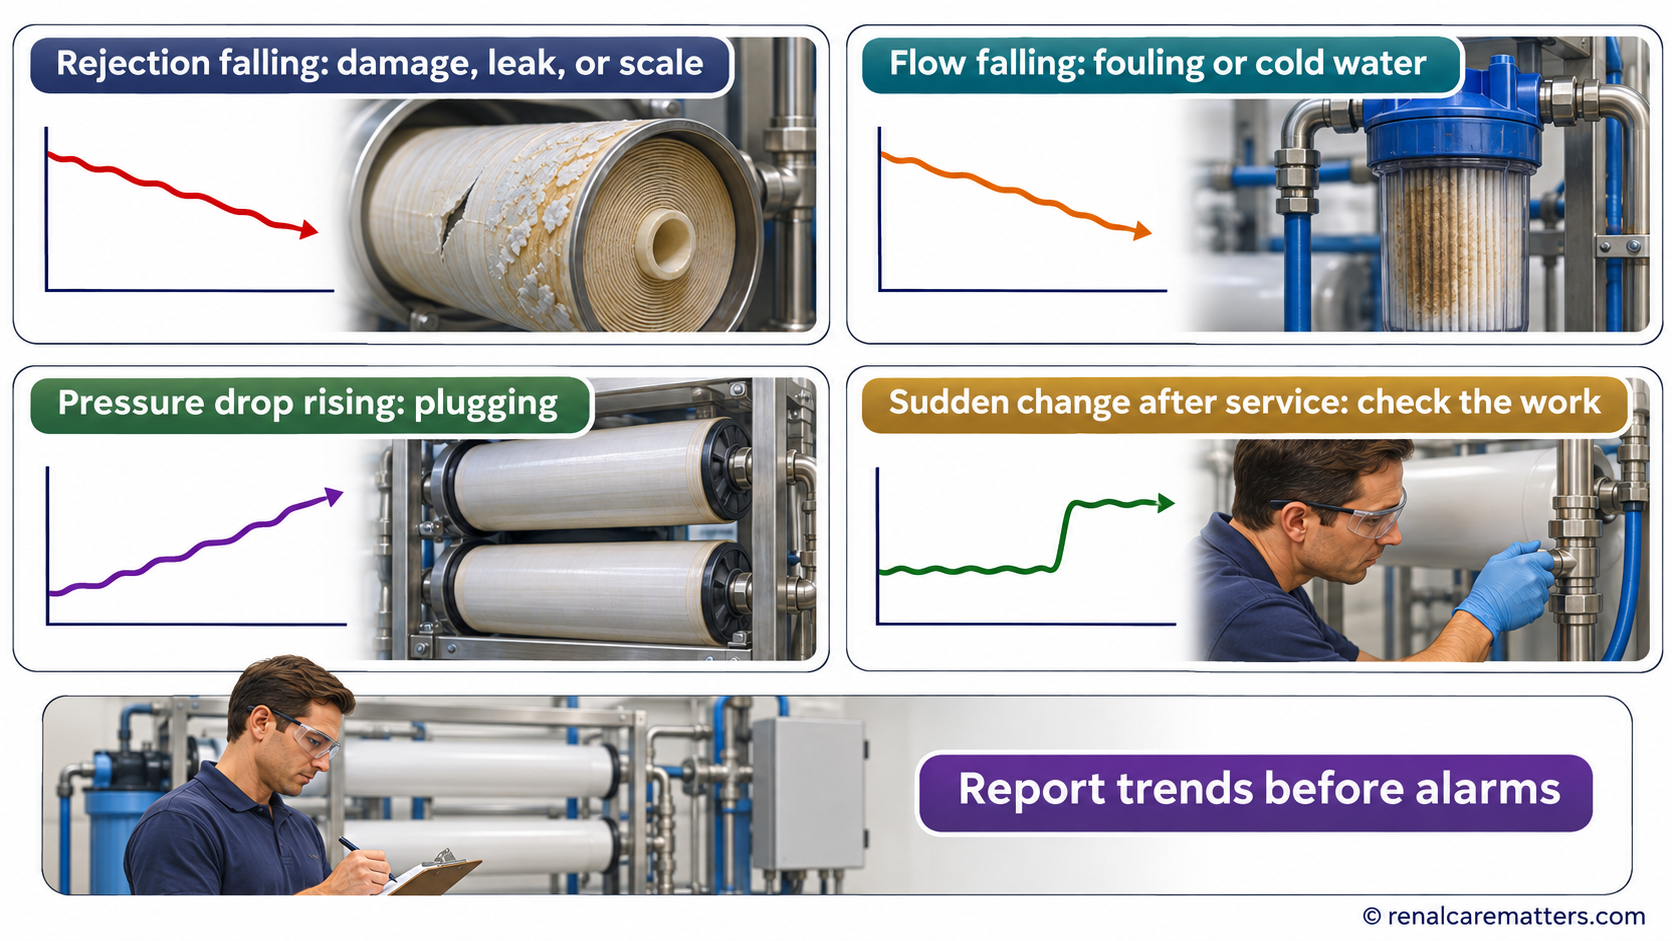 Rejection falling: damage, leak, or scale
Flow falling: fouling or cold water
Pressure drop rising: plugging
Sudden change after service: check the work
Report trends before alarms
© renalcarematters.com